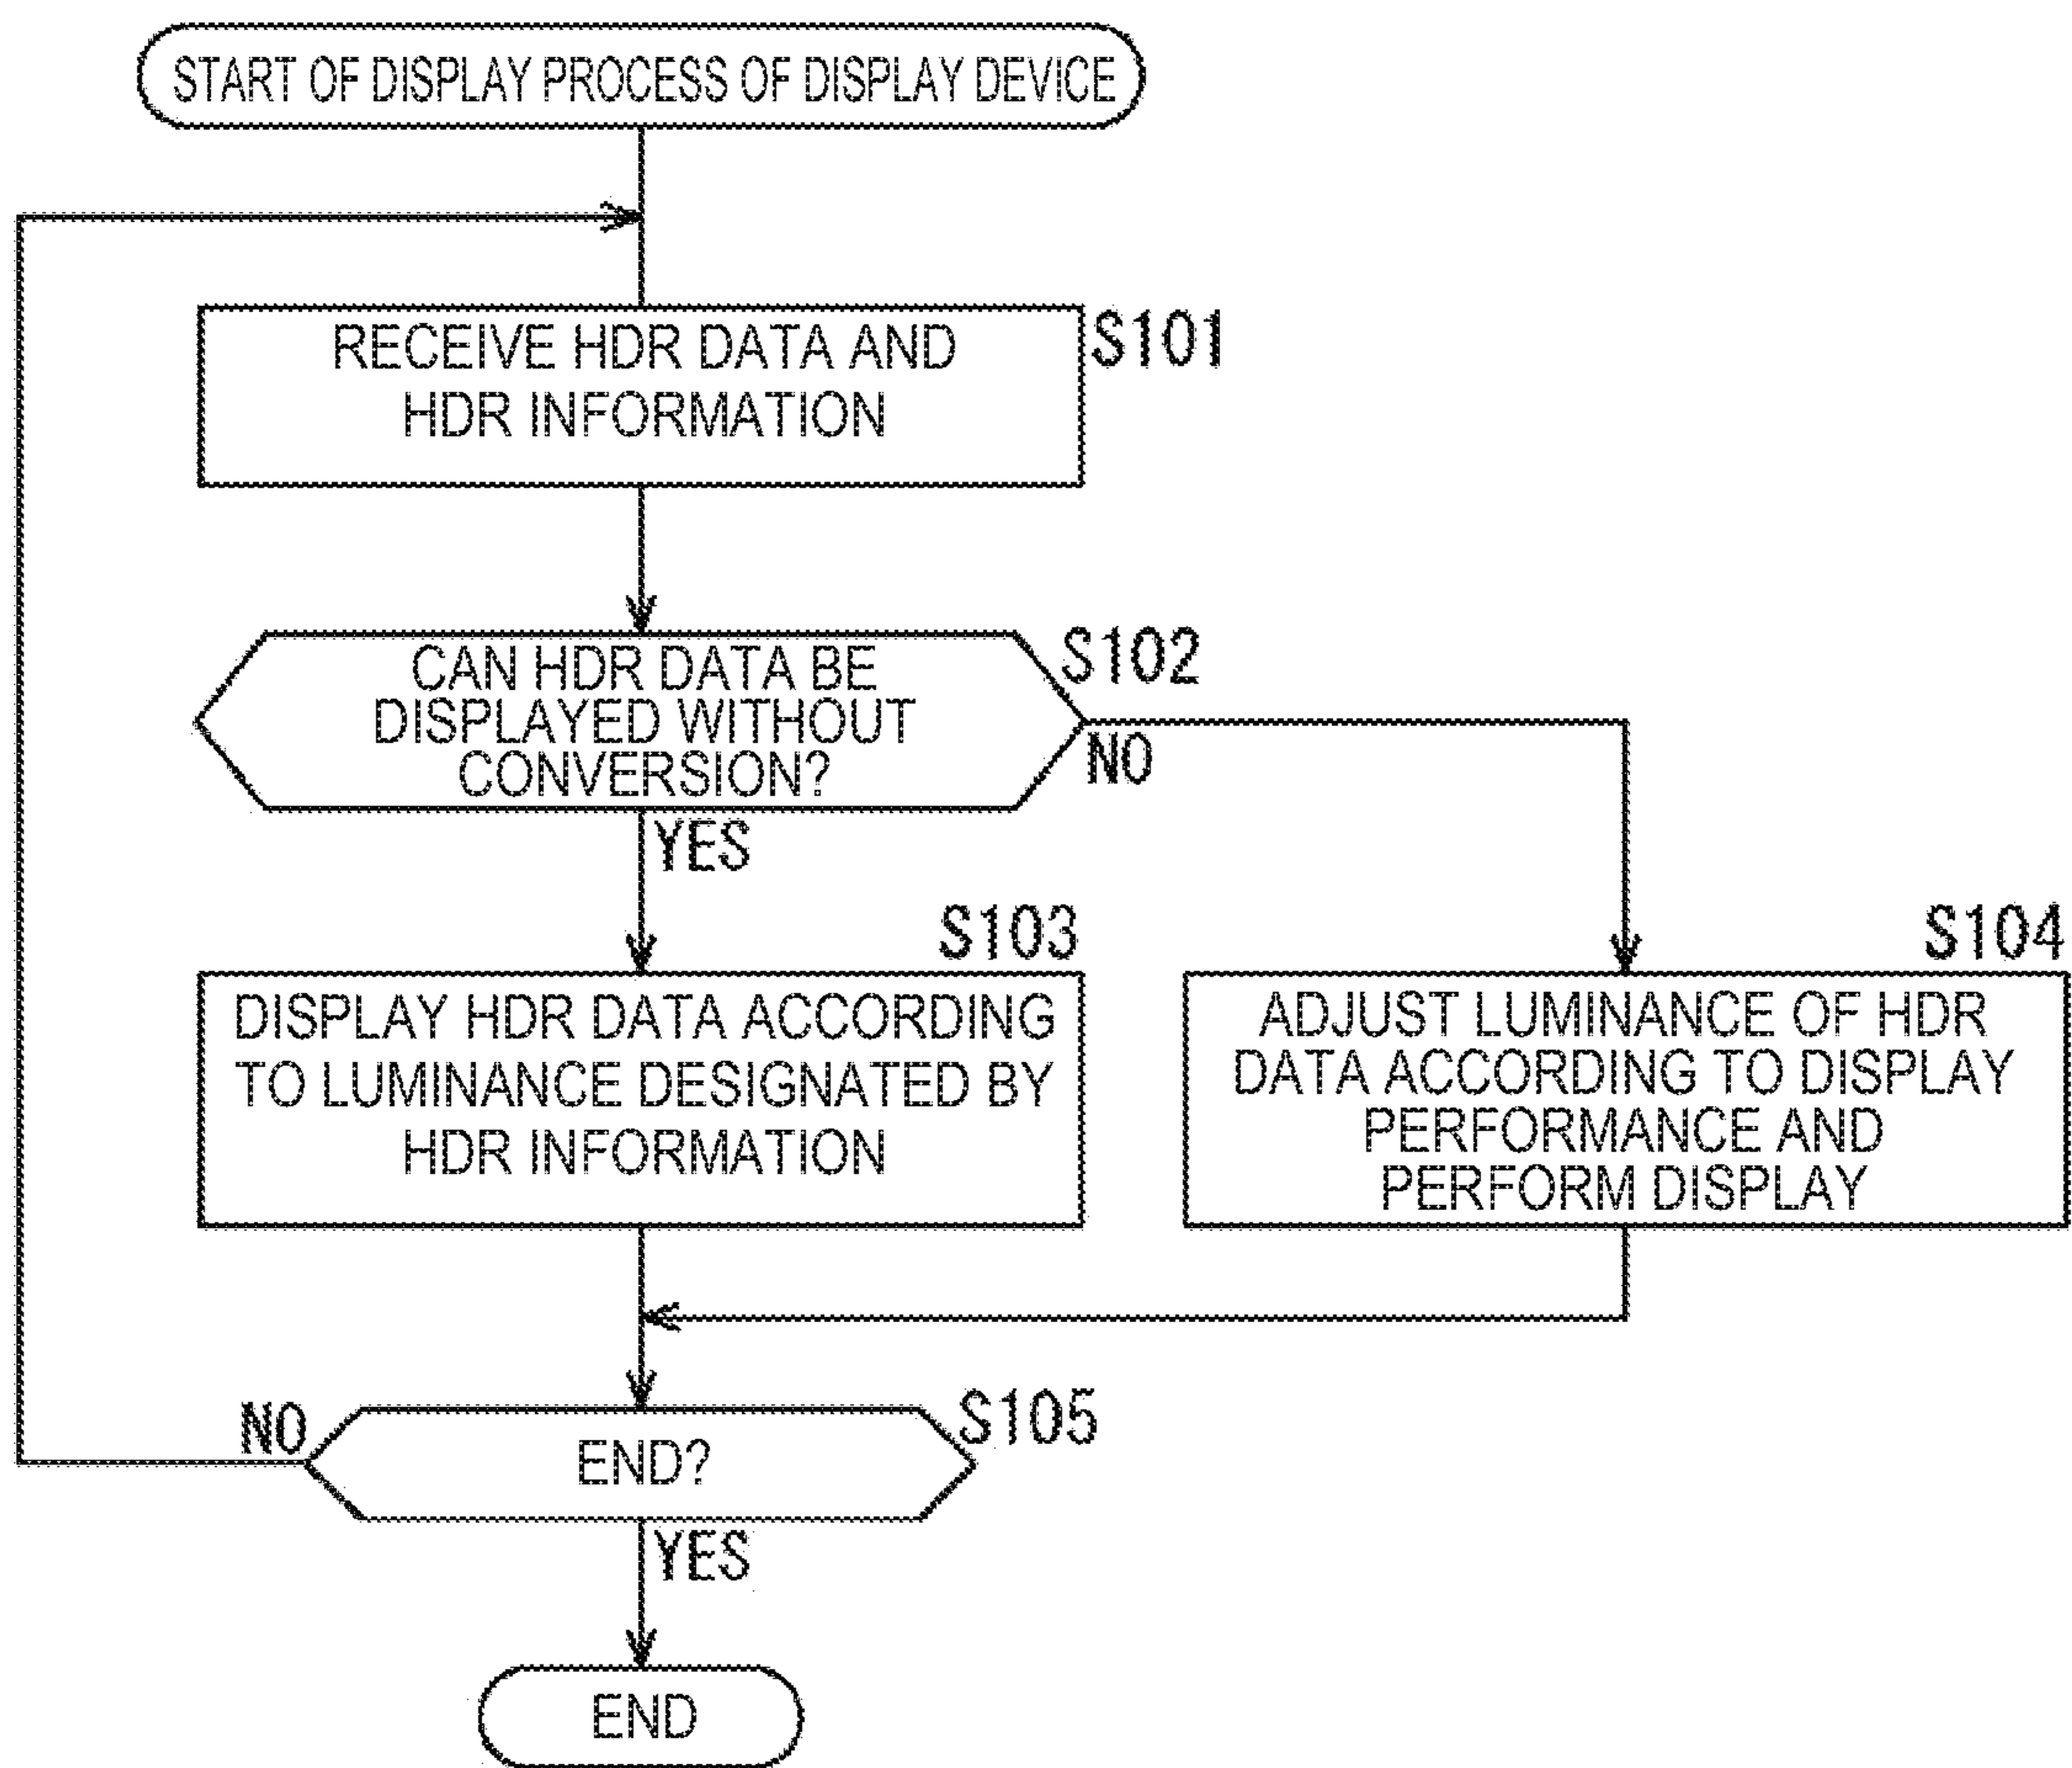 START OF DISPLAY PROCESS OF DISPLAY DEVICE
RECEIVE HDR DATA AND
HDR INFORMATION
S101
CAN HDR DATA BE
DISPLAYED WITHOUT
CONVERSION?
S102
NO
YES
S103
DISPLAY HDR DATA ACCORDING
TO LUMINANCE DESIGNATED BY
HDR INFORMATION
S104
ADJUST LUMINANCE OF HDR
DATA ACCORDING TO DISPLAY
PERFORMANCE AND
PERFORM DISPLAY
NO
END?
S105
YES
END